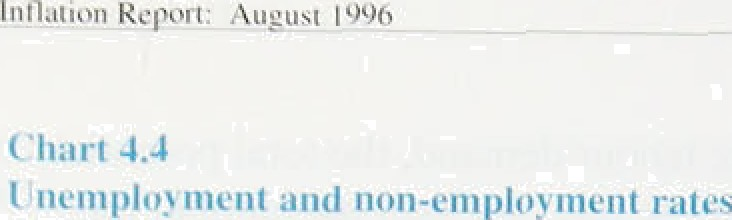 Inflation Report: August 1996
Chart 4.4
Unemployment and non-employment rates